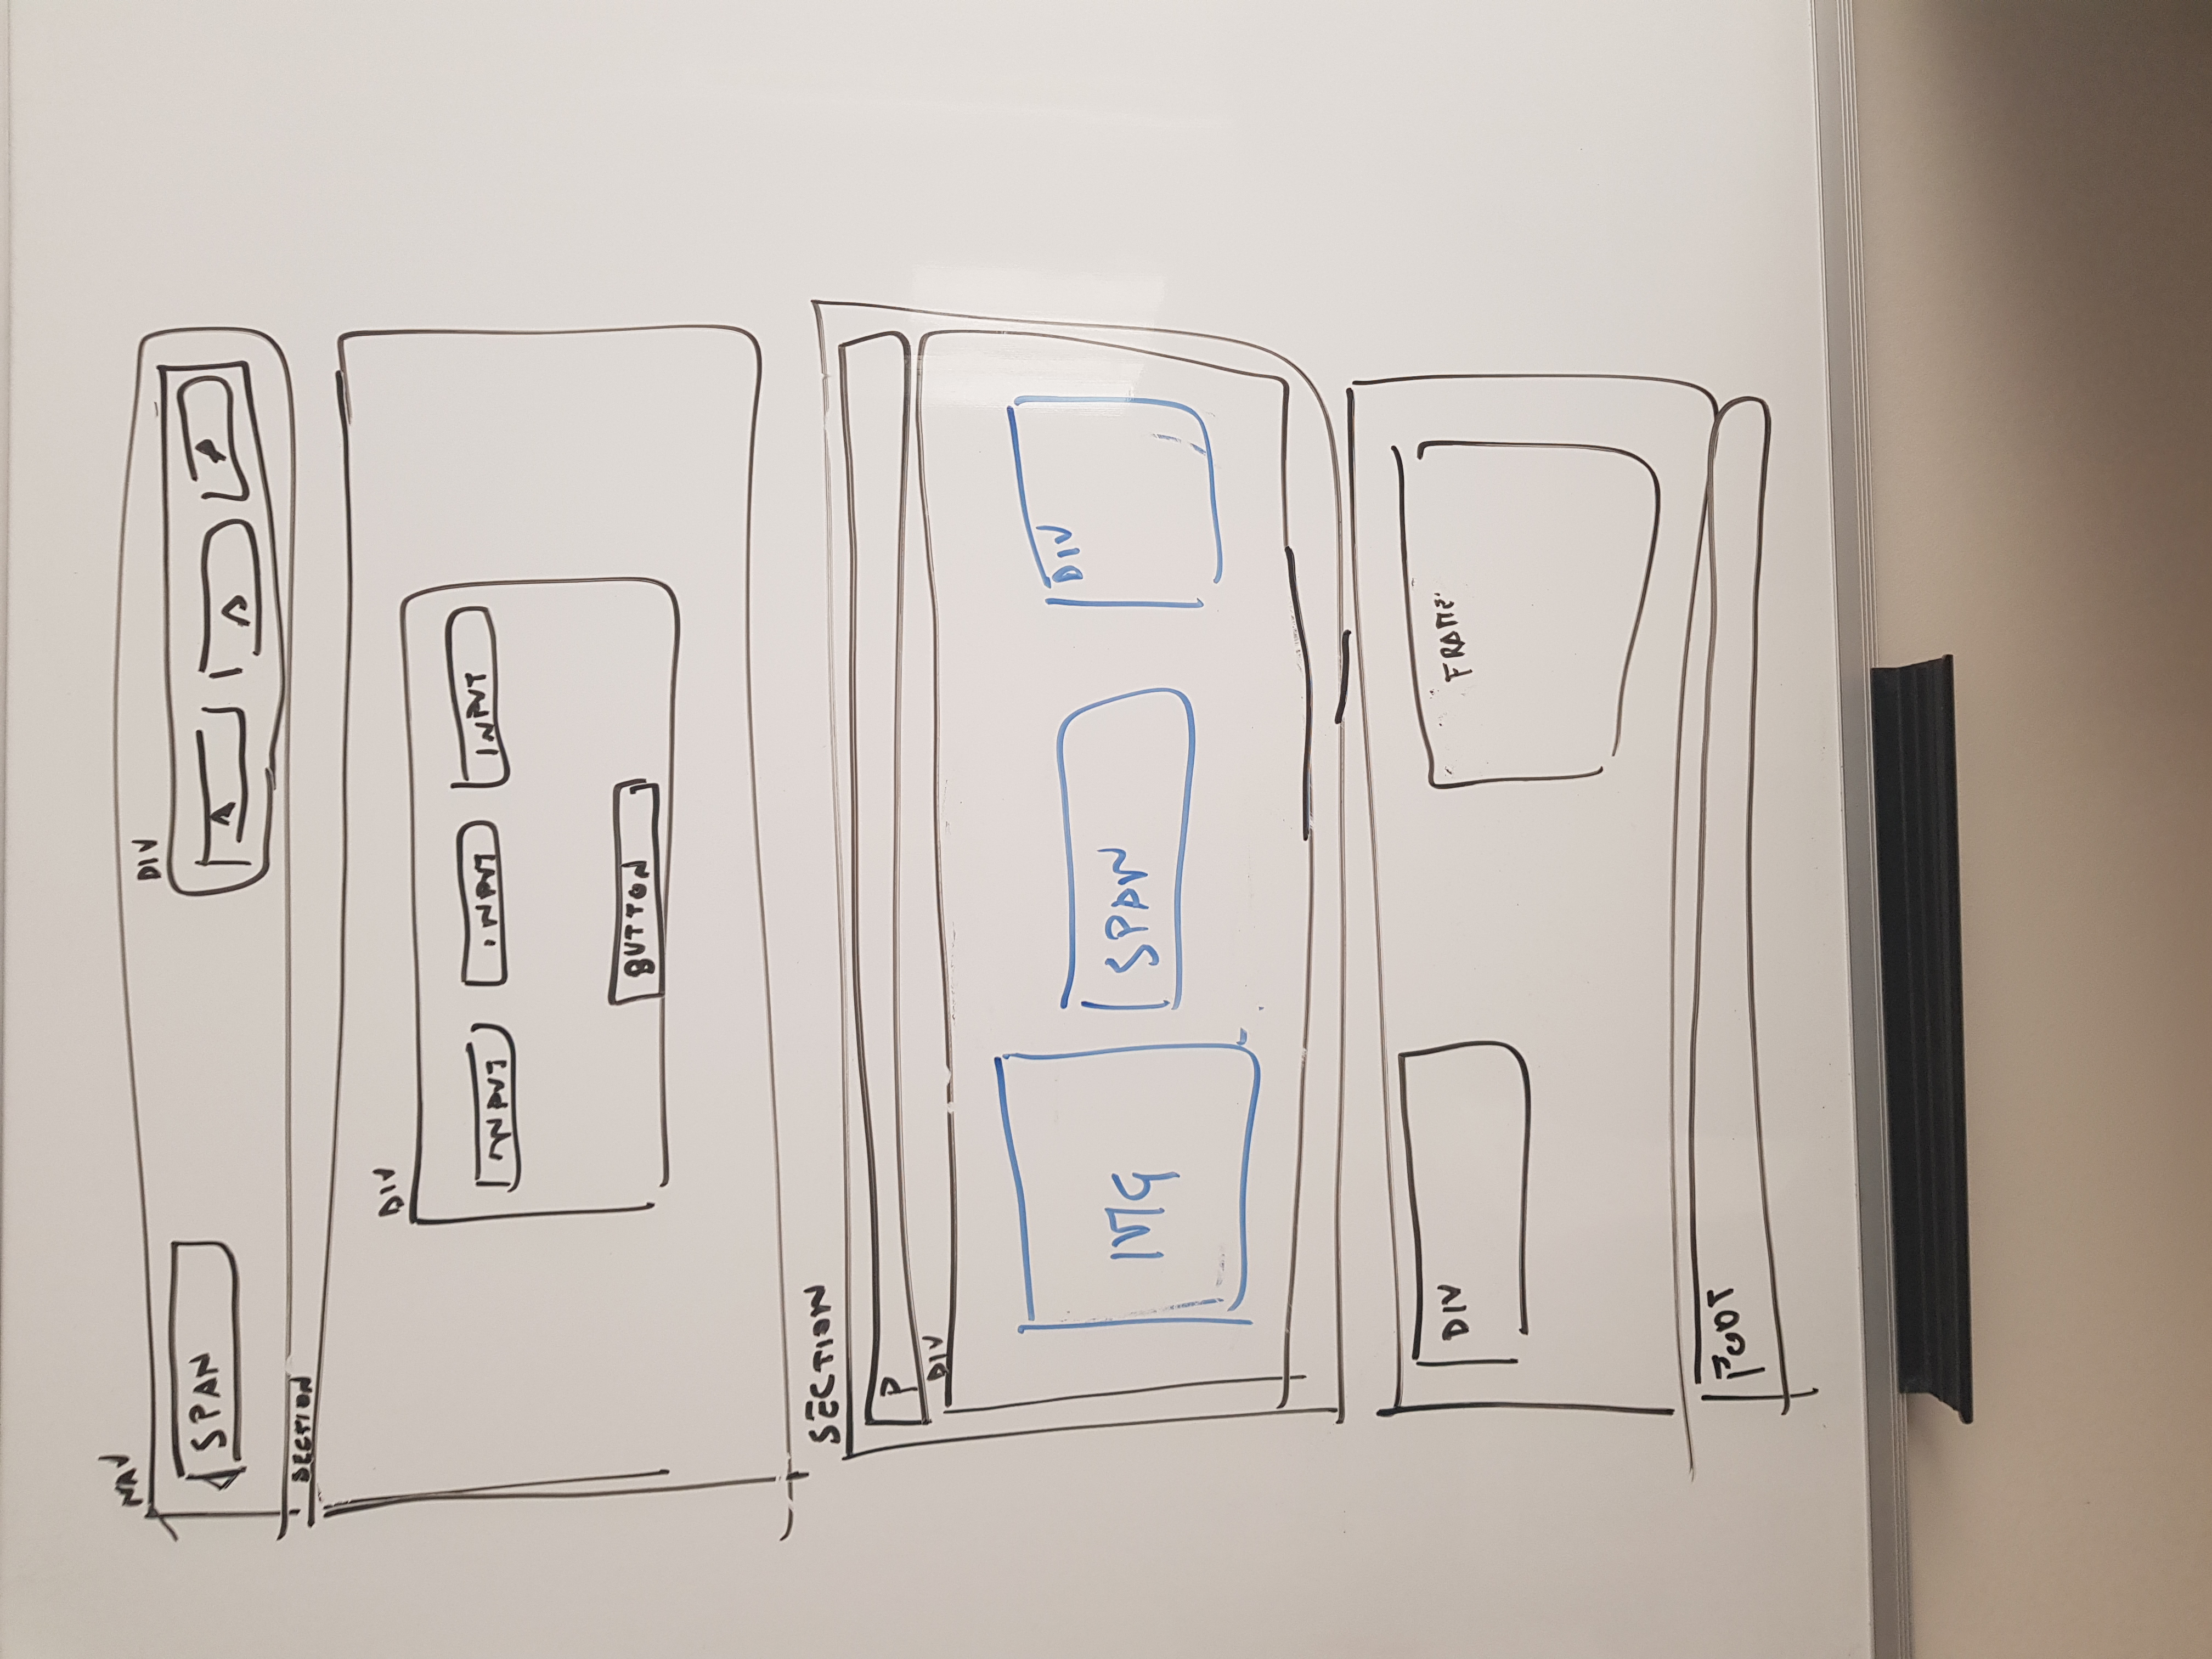 NAV
DIV
SPAN
A
A
A
SECTION
DIV
INPUT
INPUT
INPUT
BUTTON
SECTION
P
DIV
IMG
SPAN
DIV
DIV
FRAME
FOOT